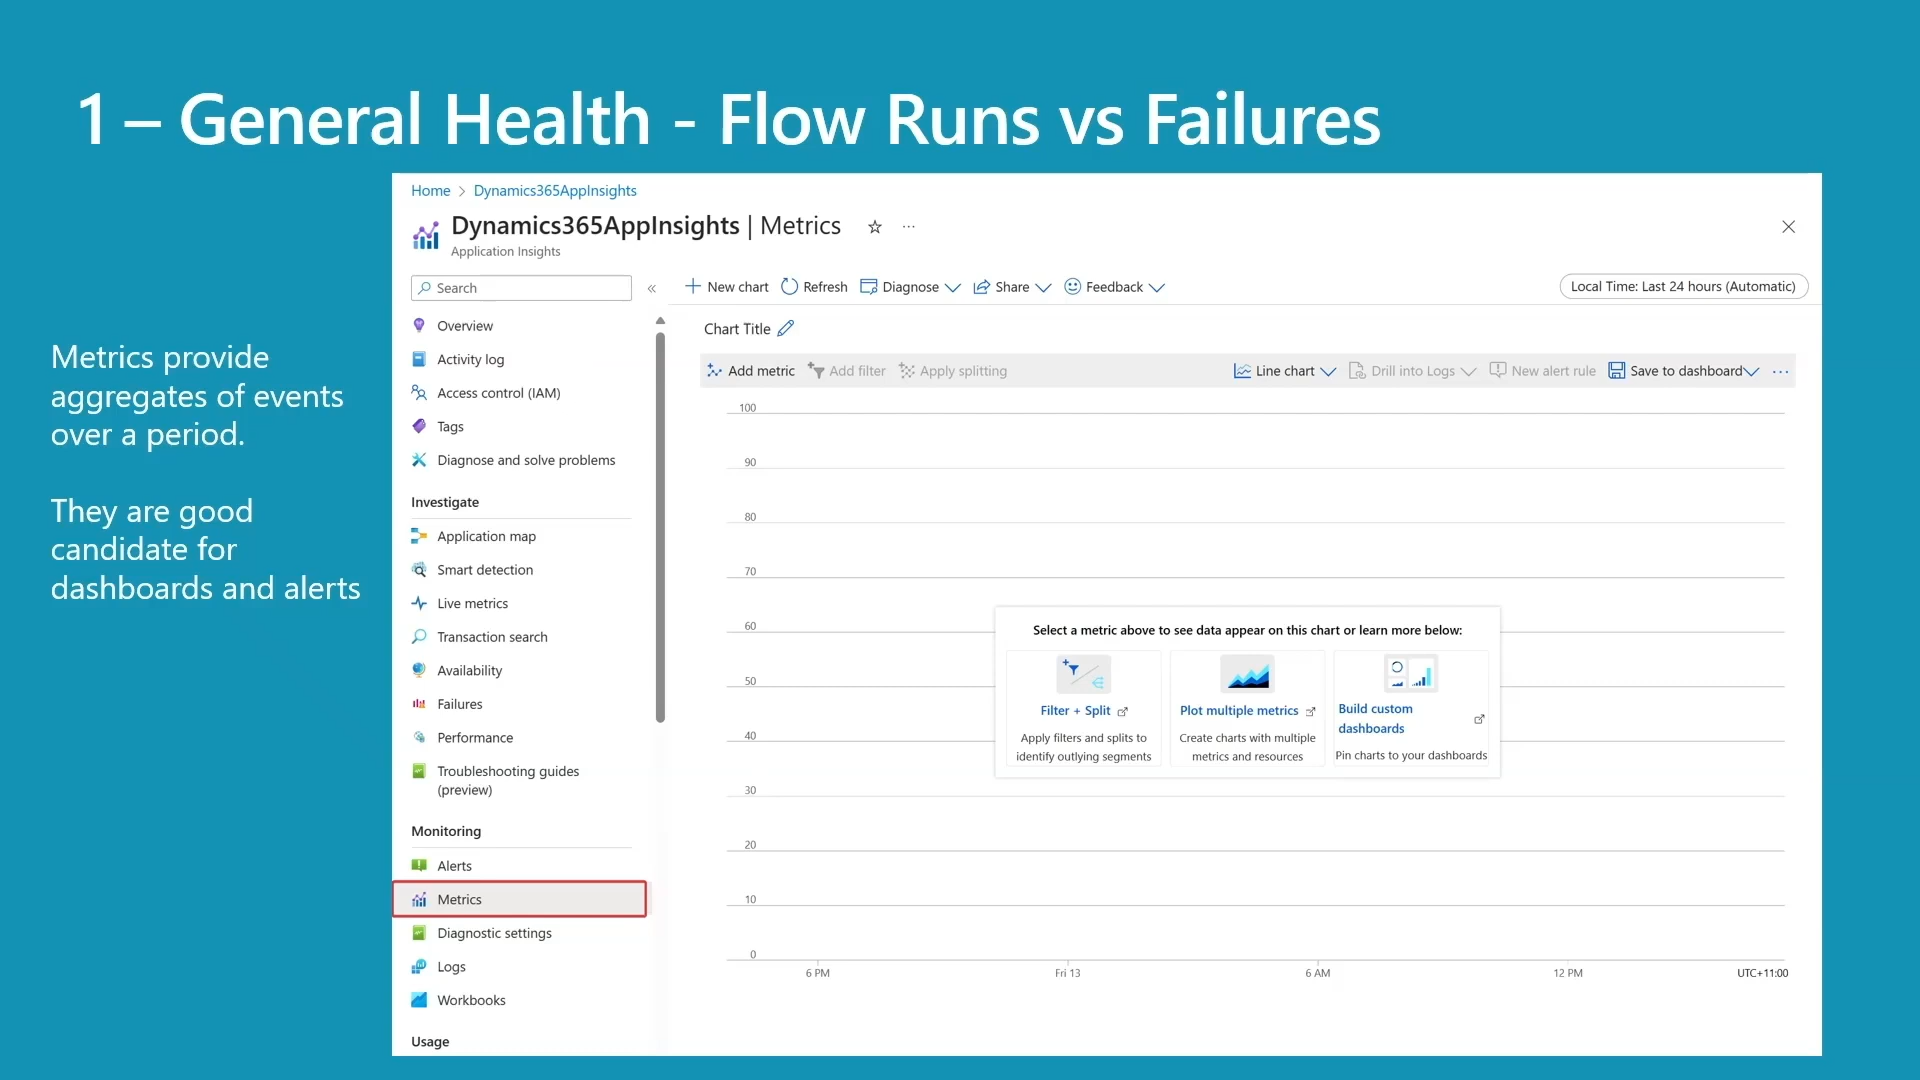 1 – General Health - Flow Runs vs Failures
Metrics provide
aggregates of events
over a period.
They are good
candidate for
dashboards and alerts
Home > Dynamics365AppInsights
Dynamics365AppInsights | Metrics
Application Insights
Search
Overview
Activity log
Access control (IAM)
Tags
Diagnose and solve problems
Investigate
Application map
Smart detection
Live metrics
Transaction search
Availability
Failures
Performance
Troubleshooting guides
(preview)
Monitoring
Alerts
Metrics
Diagnostic settings
Logs
Workbooks
Usage
New chart Refresh Diagnose Share Feedback Local Time: Last 24 hours (Automatic)
Chart Title
Add metric Add filter Apply splitting Line chart Drill into Logs New alert rule Save to dashboard
100
90
80
70
60
50
40
30
20
10
0
6 PM Fri 13 6 AM 12 PM UTC+11:00
Select a metric above to see data appear on this chart or learn more below:
Filter + Split
Apply filters and splits to
identify outlying segments
Plot multiple metrics
Create charts with multiple
metrics and resources
Build custom
dashboards
Pin charts to your dashboards